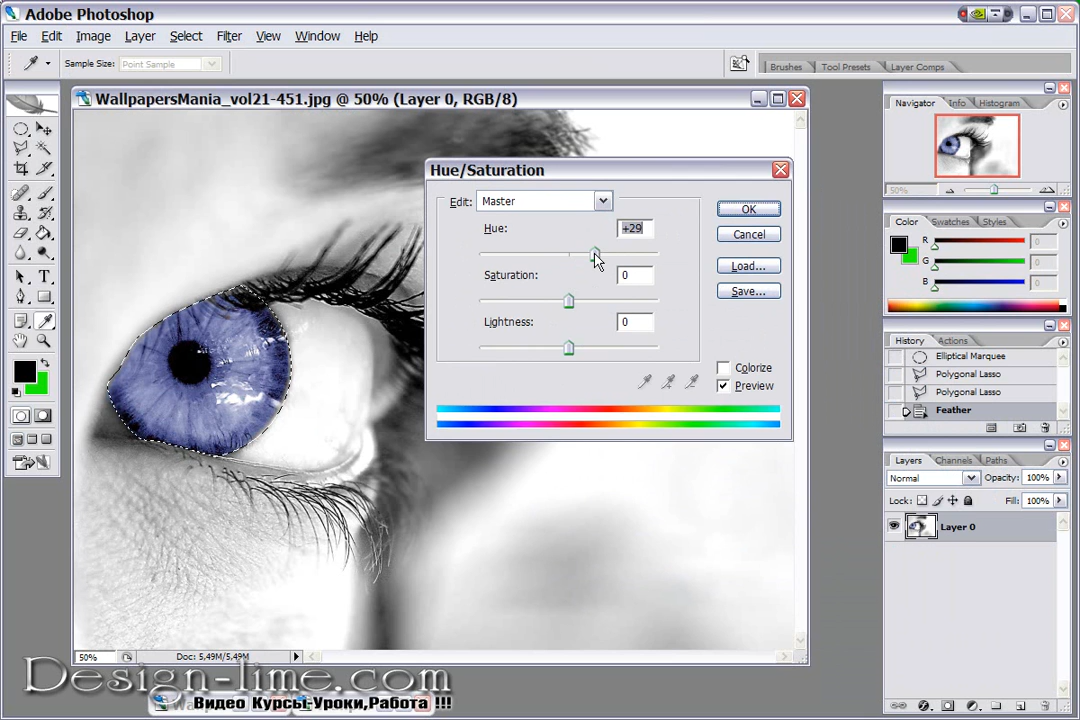 Adobe Photoshop
File Edit Image Layer Select Filter View Window Help
Sample Size: Point Sample
Brushes Tool Presets Layer Comps
WallpapersMania_vol21-451.jpg @ 50% (Layer 0, RGB/8)
Navigator Info Histogram
50%
Hue/Saturation
Edit: Master
Hue: +29
Saturation: 0
Lightness: 0
OK
Cancel
Load...
Save...
Colorize
Preview
Color Swatches Styles
R 0
G 0
B 0
History Actions
Elliptical Marquee
Polygonal Lasso
Polygonal Lasso
Feather
Layers Channels Paths
Normal Opacity: 100%
Lock: Fill: 100%
Layer 0
50% Doc: 5,49M/5,49M
Design-lime.com
Видео Курсы-Уроки,Работа !!!